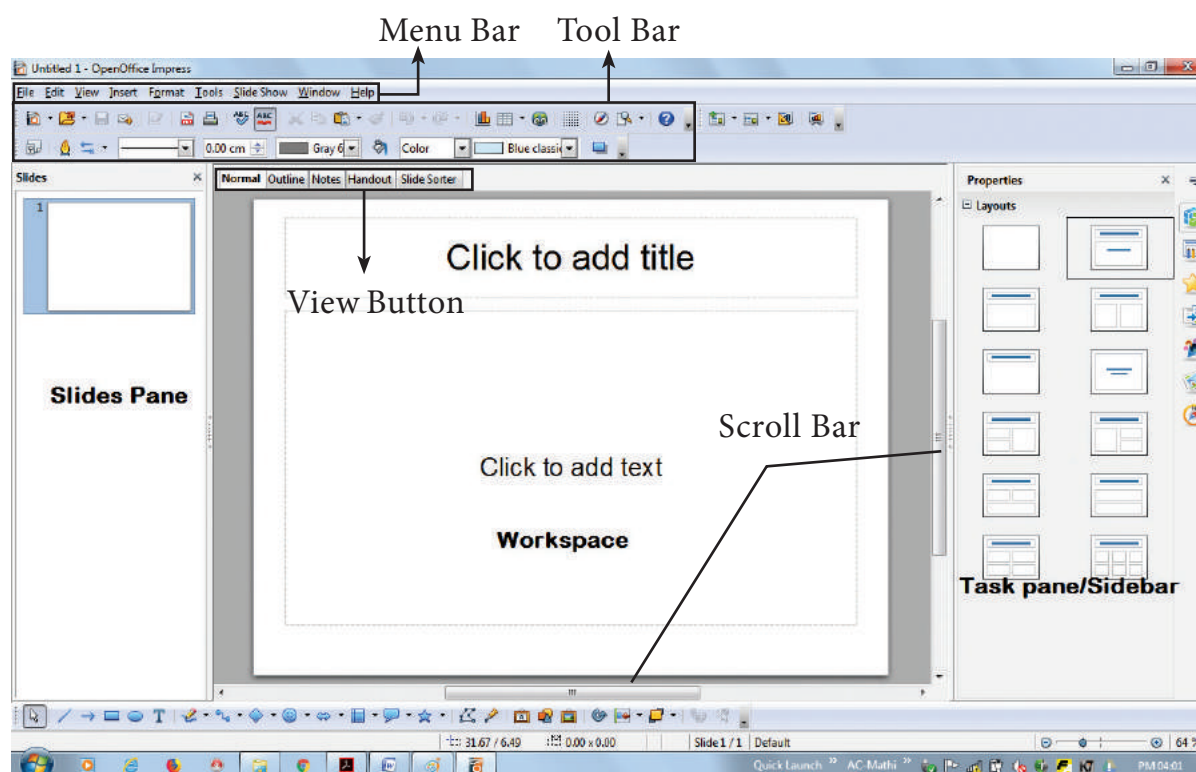 Menu Bar Tool Bar
Untitled 1 - OpenOffice Impress
File Edit View Insert Format Tools Slide Show Window Help
ABC ABC
0.00 cm Gray 6 Color Blue classic
Slides
Normal Outline Notes Handout Slide Sorter
Properties
Layouts
1
Click to add title
View Button
Slides Pane
Scroll Bar
Click to add text
Workspace
Task pane/Sidebar
31.67 / 6.49 0.00 x 0.00 Slide 1 / 1 Default 64 %
Quick Launch » AC-Mathi » PM 04:01